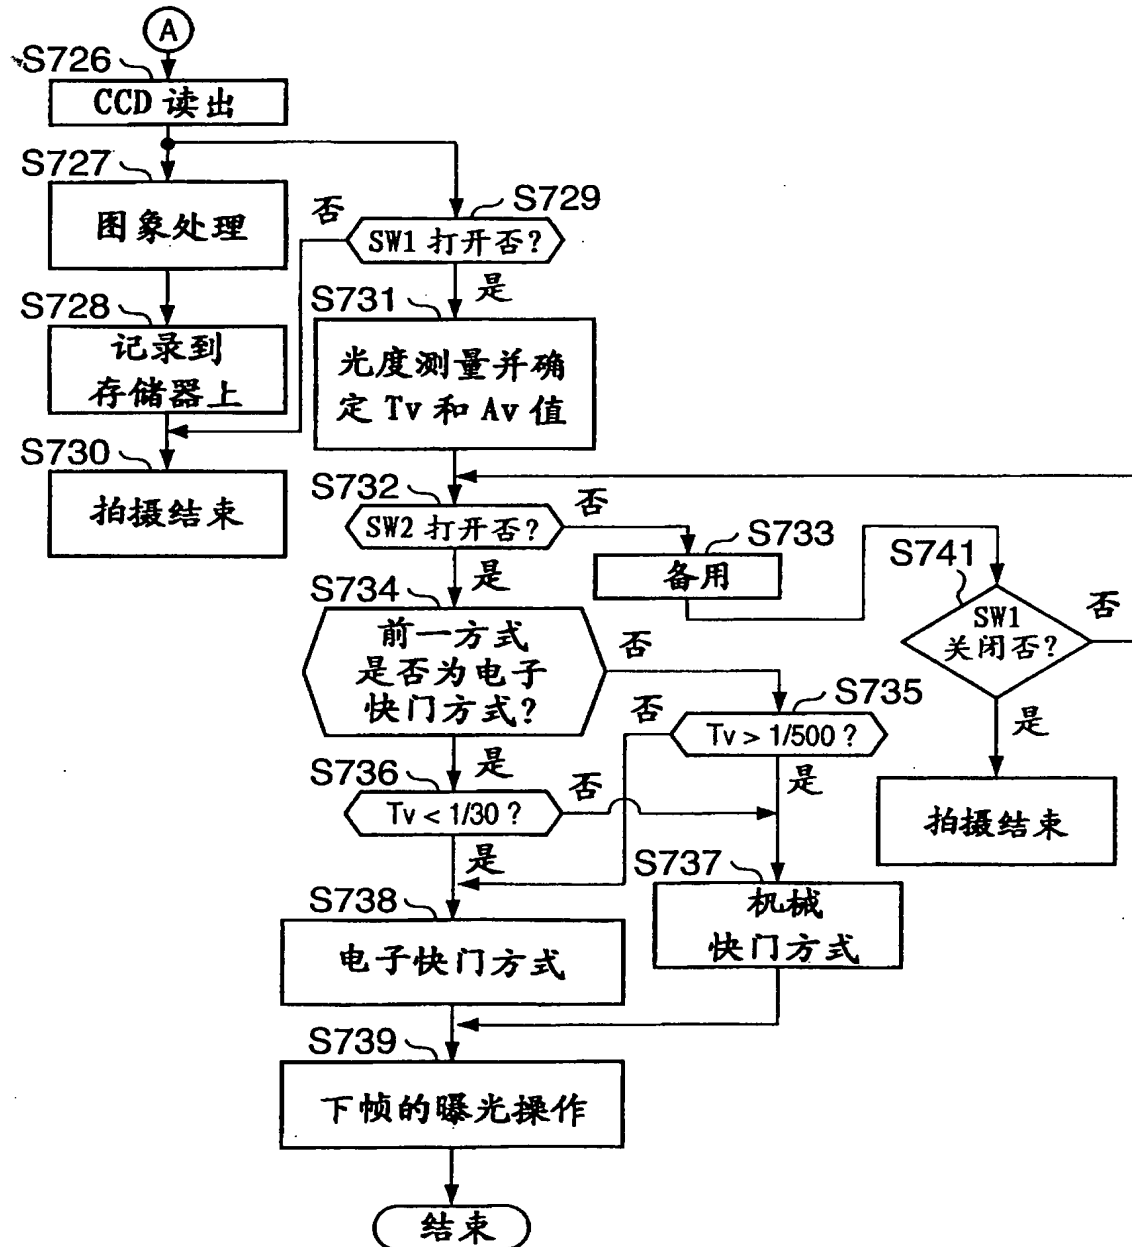 A
S726
CCD 读出
S727
图象处理
S729
否
SW1 打开否?
是
S728
记录到
存储器上
S731
光度测量并确
定 Tv 和 Av 值
S730
拍摄结束
S732
SW2 打开否?
否
是
S733
备用
S741
SW1
关闭否?
否
是
拍摄结束
S734
前一方式
是否为电子
快门方式?
否
是
S735
Tv > 1/500 ?
否
是
S736
Tv < 1/30 ?
否
是
S737
机械
快门方式
S738
电子快门方式
S739
下帧的曝光操作
结束